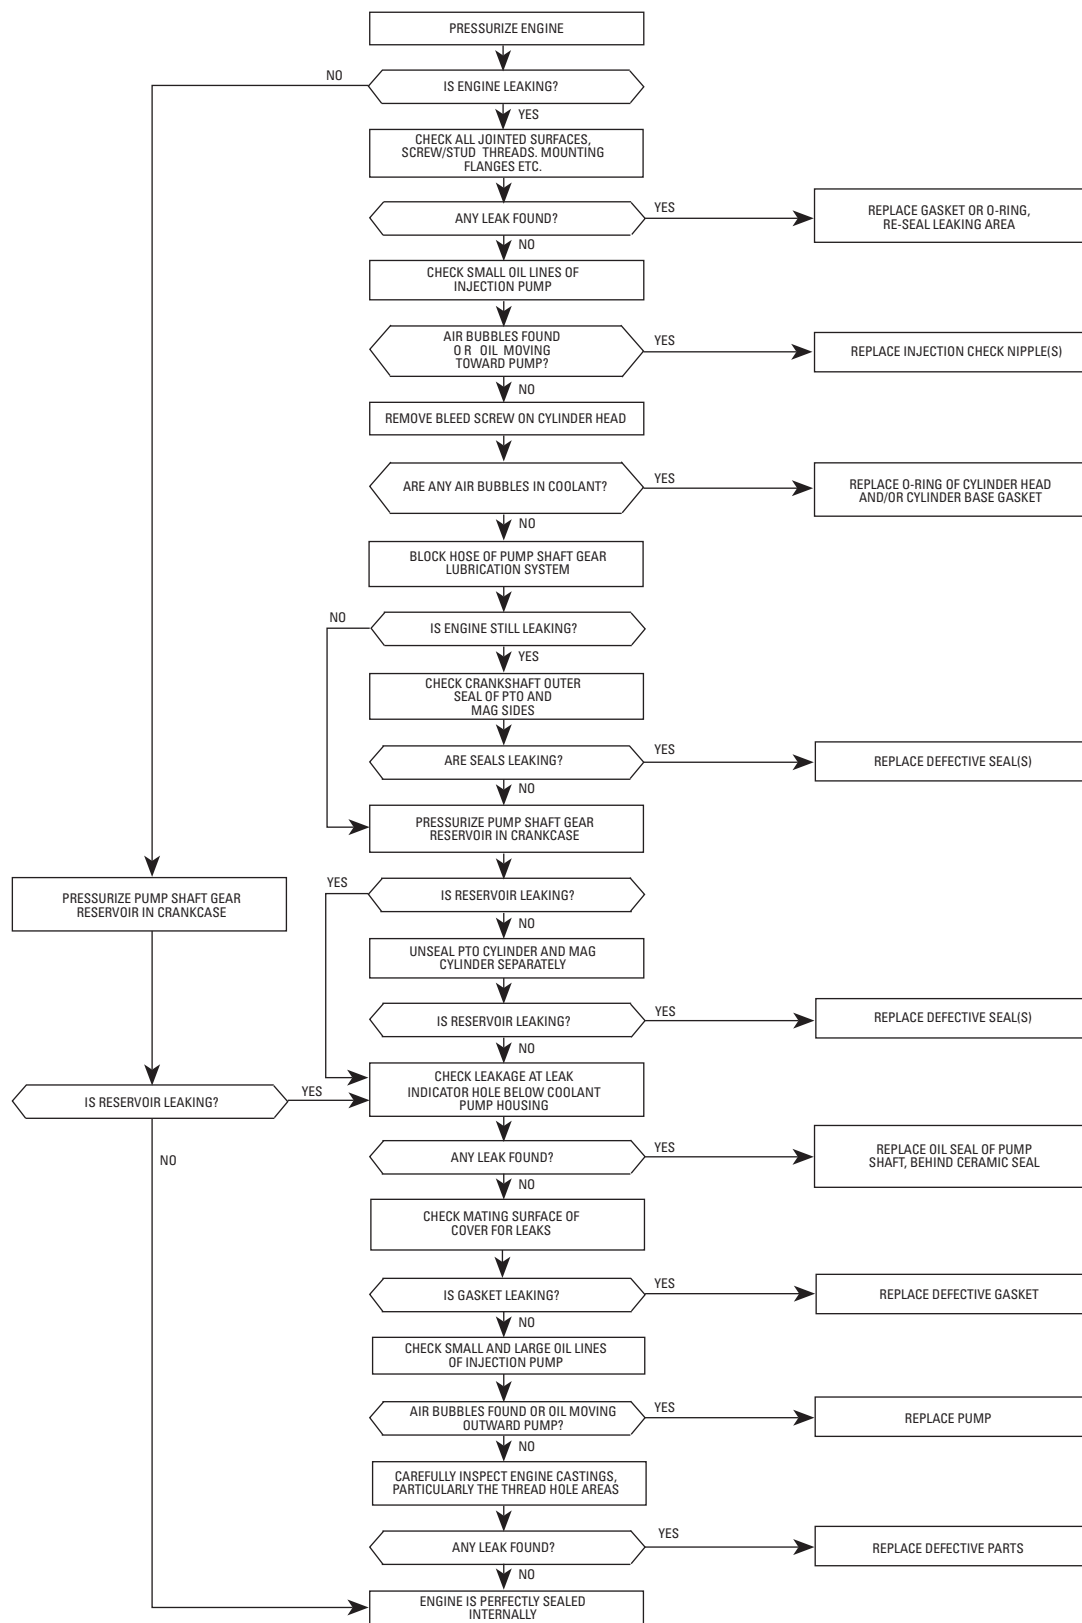 PRESSURIZE ENGINE
NO
IS ENGINE LEAKING?
YES
CHECK ALL JOINTED SURFACES,
SCREW/STUD THREADS. MOUNTING
FLANGES ETC.
ANY LEAK FOUND?
YES
REPLACE GASKET OR O-RING,
RE-SEAL LEAKING AREA
NO
CHECK SMALL OIL LINES OF
INJECTION PUMP
AIR BUBBLES FOUND
O R OIL MOVING
TOWARD PUMP?
YES
REPLACE INJECTION CHECK NIPPLE(S)
NO
REMOVE BLEED SCREW ON CYLINDER HEAD
ARE ANY AIR BUBBLES IN COOLANT?
YES
REPLACE O-RING OF CYLINDER HEAD
AND/OR CYLINDER BASE GASKET
NO
BLOCK HOSE OF PUMP SHAFT GEAR
LUBRICATION SYSTEM
NO
IS ENGINE STILL LEAKING?
YES
CHECK CRANKSHAFT OUTER
SEAL OF PTO AND
MAG SIDES
ARE SEALS LEAKING?
YES
REPLACE DEFECTIVE SEAL(S)
NO
PRESSURIZE PUMP SHAFT GEAR
RESERVOIR IN CRANKCASE
YES
IS RESERVOIR LEAKING?
PRESSURIZE PUMP SHAFT GEAR
RESERVOIR IN CRANKCASE
NO
UNSEAL PTO CYLINDER AND MAG
CYLINDER SEPARATELY
IS RESERVOIR LEAKING?
YES
REPLACE DEFECTIVE SEAL(S)
NO
CHECK LEAKAGE AT LEAK
INDICATOR HOLE BELOW COOLANT
PUMP HOUSING
IS RESERVOIR LEAKING?
YES
NO
ANY LEAK FOUND?
YES
REPLACE OIL SEAL OF PUMP
SHAFT, BEHIND CERAMIC SEAL
NO
CHECK MATING SURFACE OF
COVER FOR LEAKS
IS GASKET LEAKING?
YES
REPLACE DEFECTIVE GASKET
NO
CHECK SMALL AND LARGE OIL LINES
OF INJECTION PUMP
AIR BUBBLES FOUND OR OIL MOVING
OUTWARD PUMP?
YES
REPLACE PUMP
NO
CAREFULLY INSPECT ENGINE CASTINGS,
PARTICULARLY THE THREAD HOLE AREAS
ANY LEAK FOUND?
YES
REPLACE DEFECTIVE PARTS
NO
ENGINE IS PERFECTLY SEALED
INTERNALLY